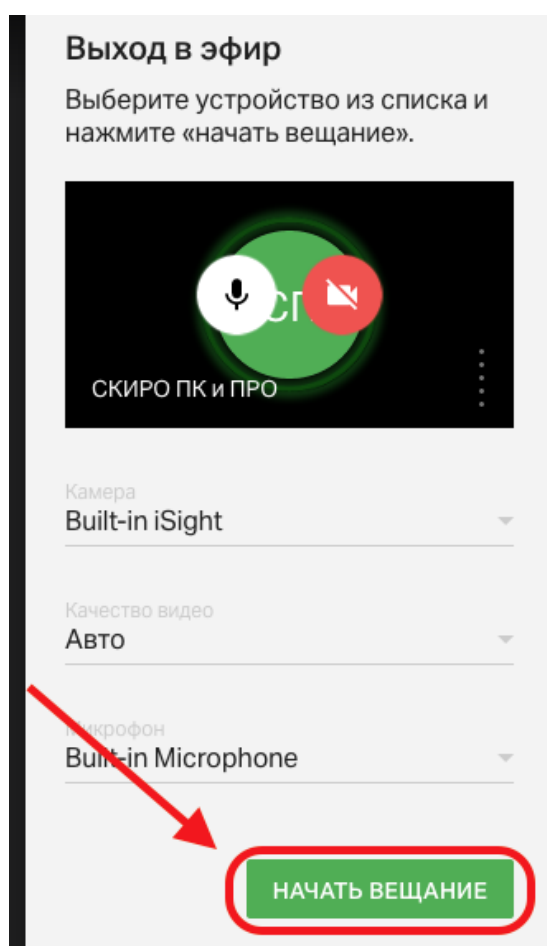 Выход в эфир
Выберите устройство из списка и
нажмите «начать вещание».
СКИРО ПК и ПРО
Камера
Built-in iSight
Качество видео
Авто
Микрофон
Built-in Microphone
НАЧАТЬ ВЕЩАНИЕ